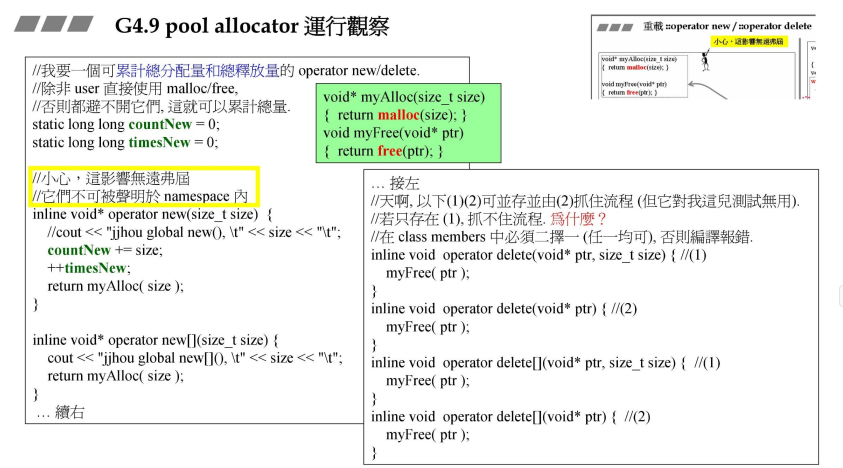 G4.9 pool allocator 運行觀察
重載 ::operator new / ::operator delete
小心，這影響無遠弗屆
void* myAlloc(size_t size)
{ return malloc(size); }
void myFree(void* ptr)
{ return free(ptr); }
//我要一個可累計總分配量和總釋放量的 operator new/delete.
//除非 user 直接使用 malloc/free,
//否則都避不開它們, 這就可以累計總量.
static long long countNew = 0;
static long long timesNew = 0;
void* myAlloc(size_t size)
{ return malloc(size); }
void myFree(void* ptr)
{ return free(ptr); }
//小心，這影響無遠弗屆
//它們不可被聲明於 namespace 內
inline void* operator new(size_t size) {
//cout << "jjhou global new(), \t" << size << "\t";
countNew += size;
++timesNew;
return myAlloc( size );
}
inline void* operator new[](size_t size) {
cout << "jjhou global new[](), \t" << size << "\t";
return myAlloc( size );
}
… 續右
… 接左
//天啊, 以下(1)(2)可並存並由(2)抓住流程 (但它對我這兒測試無用).
//若只存在 (1), 抓不住流程. 爲什麼？
//在 class members 中必須二擇一 (任一均可), 否則編譯報錯.
inline void operator delete(void* ptr, size_t size) { //(1)
myFree( ptr );
}
inline void operator delete(void* ptr) { //(2)
myFree( ptr );
}
inline void operator delete[](void* ptr, size_t size) { //(1)
myFree( ptr );
}
inline void operator delete[](void* ptr) { //(2)
myFree( ptr );
}